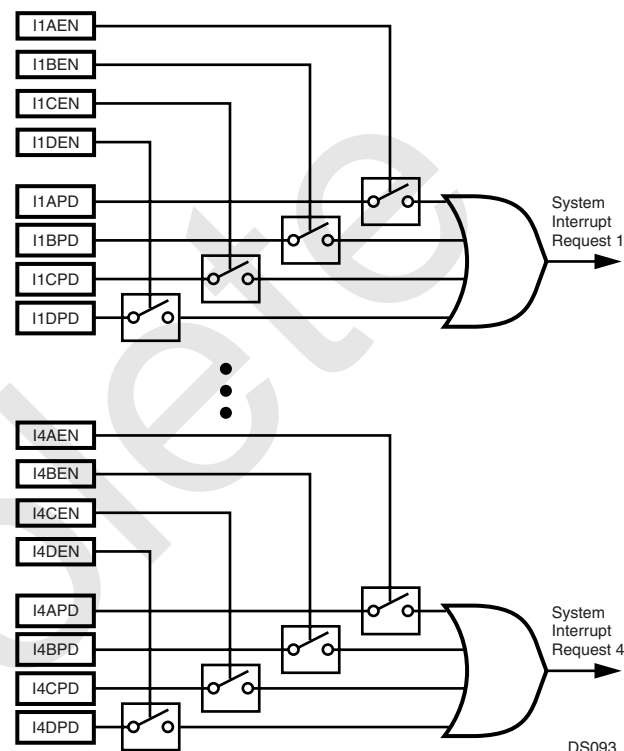 I1AEN
I1BEN
I1CEN
I1DEN
I1APD
I1BPD
I1CPD
I1DPD
System
Interrupt
Request 1
I4AEN
I4BEN
I4CEN
I4DEN
I4APD
I4BPD
I4CPD
I4DPD
System
Interrupt
Request 4
DS093
olete